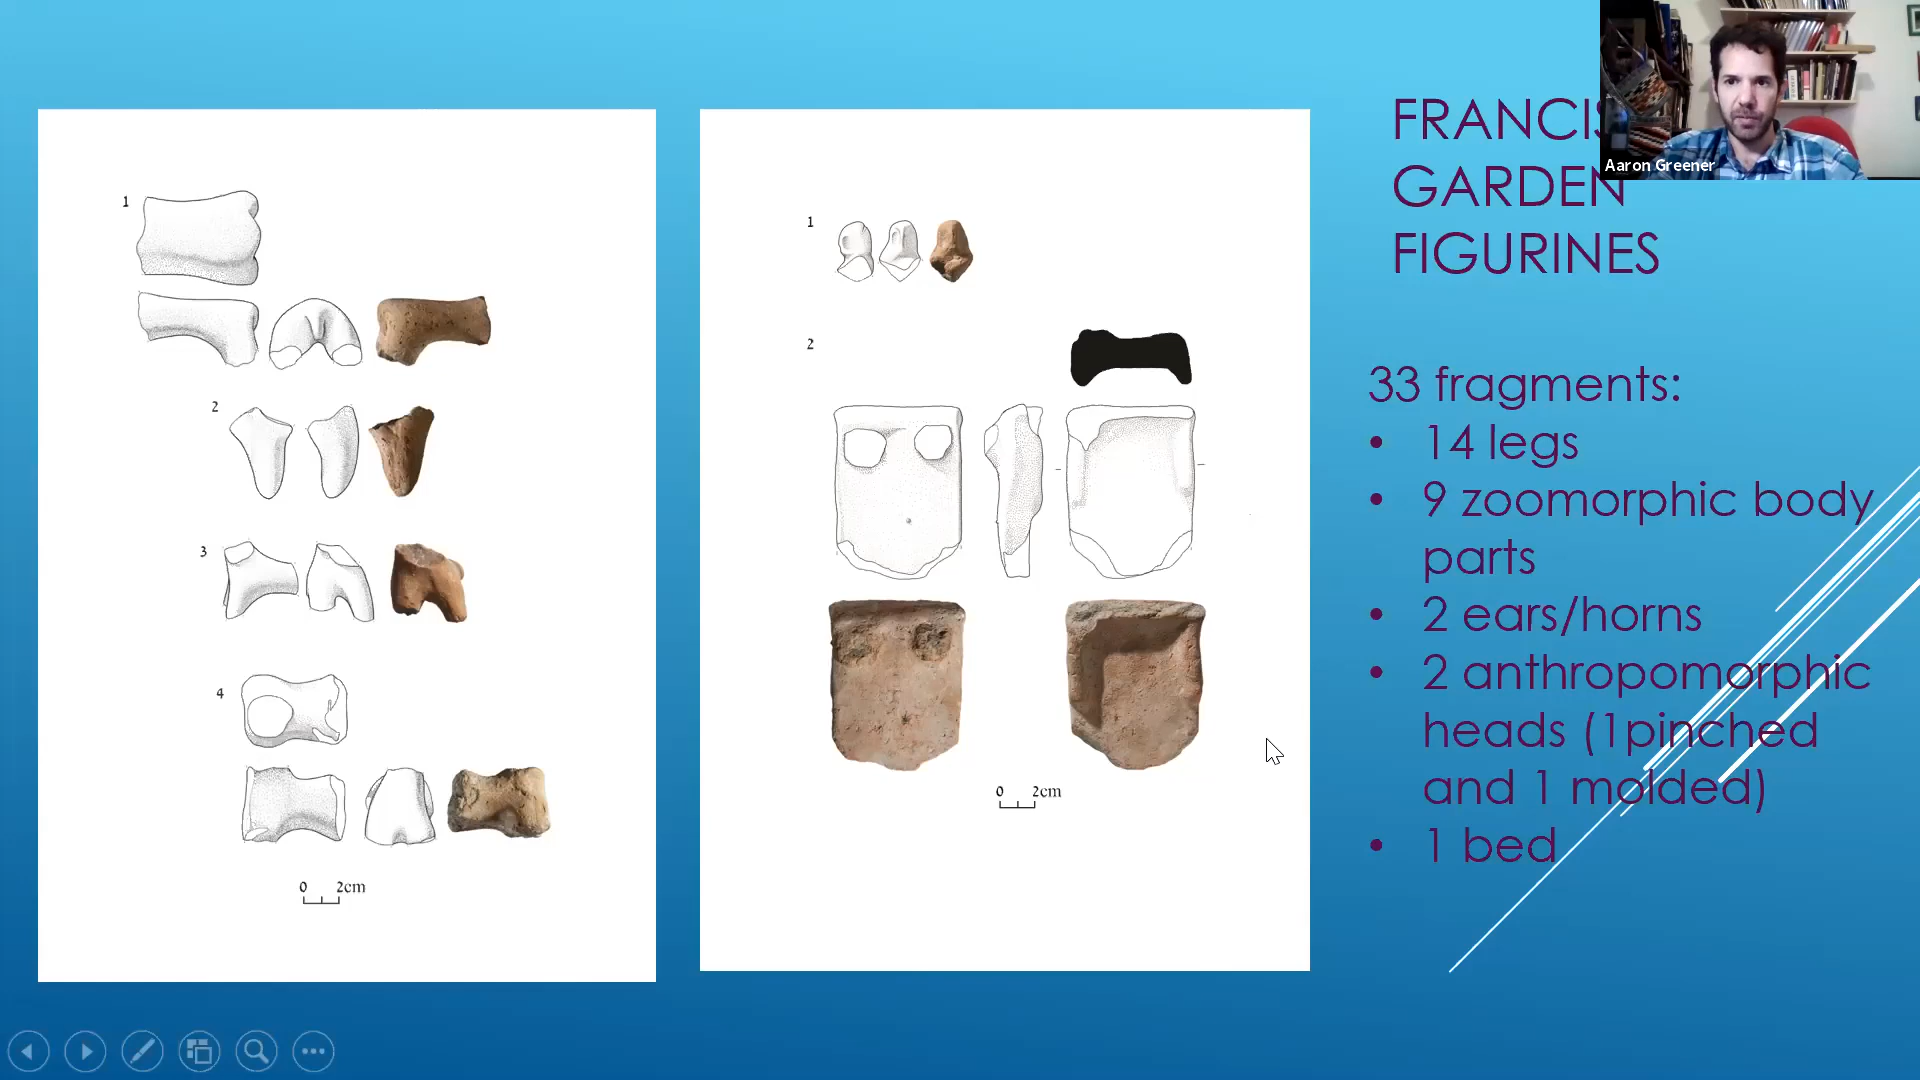 1
2
3
4
0 2cm
1
2
0 2cm
GARDEN
FIGURINES
33 fragments:
• 14 legs
• 9 zoomorphic body
parts
• 2 ears/horns
• 2 anthropomorphic
heads (1pinched
and 1 molded)
• 1 bed
Aaron Greener